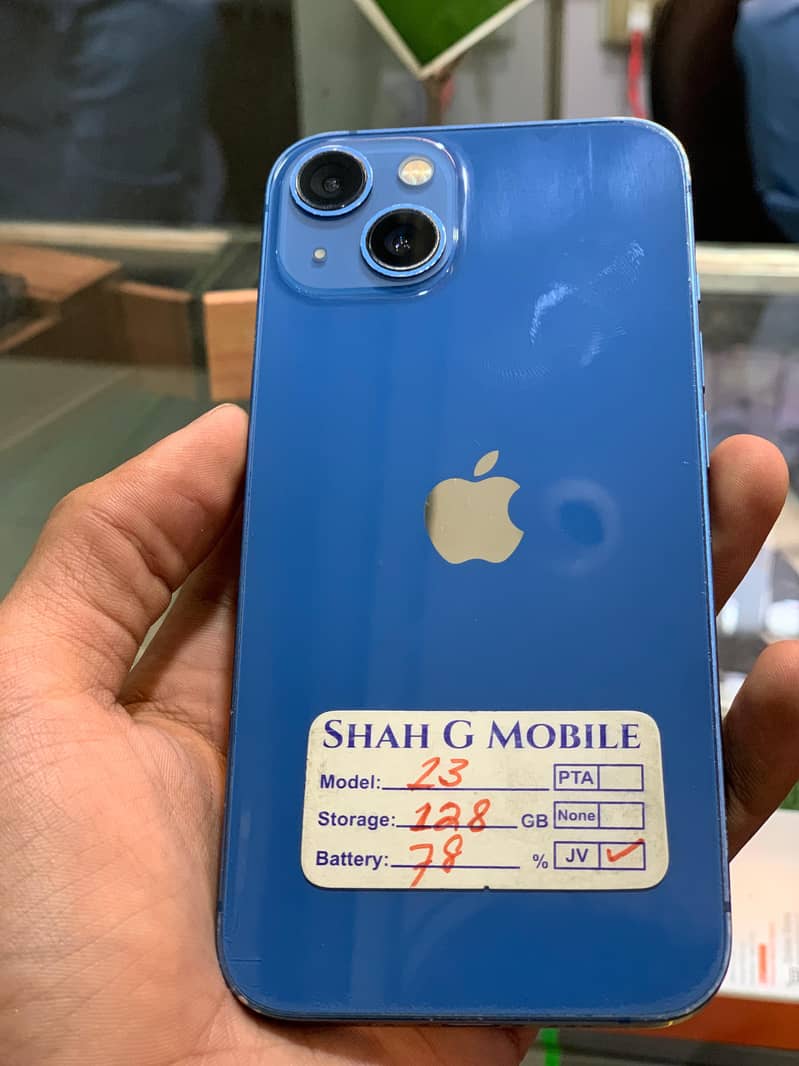 SHAH G MOBILE
Model: 13 PTA
Storage: 128 GB None
Battery: 78 % JV ✓